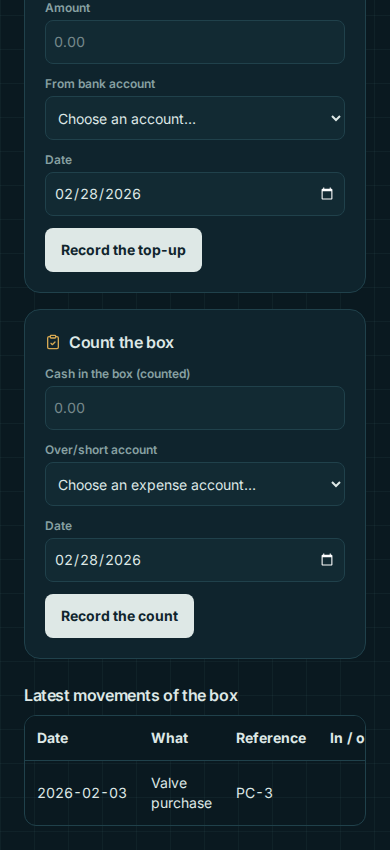 Amount
0.00
From bank account
Choose an account...
Date
02/28/2026
Record the top-up
Count the box
Cash in the box (counted)
0.00
Over/short account
Choose an expense account...
Date
02/28/2026
Record the count
Latest movements of the box
Date What Reference In / o
2026-02-03 Valve purchase PC-3